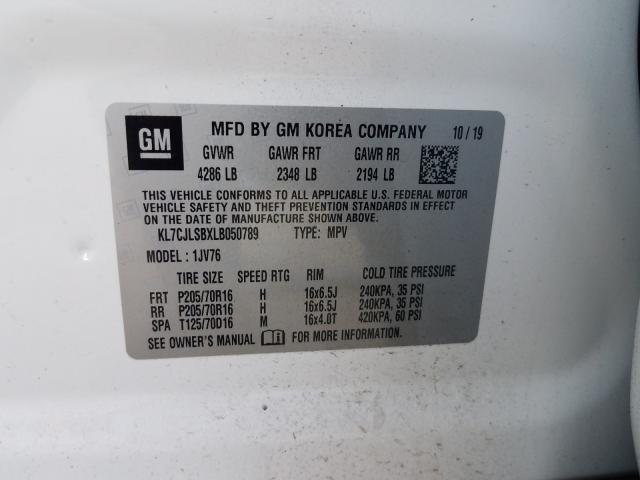 GM MFD BY GM KOREA COMPANY 10/19
GVWR GAWR FRT GAWR RR
4286 LB 2348 LB 2194 LB
THIS VEHICLE CONFORMS TO ALL APPLICABLE U.S. FEDERAL MOTOR
VEHICLE SAFETY AND THEFT PREVENTION STANDARDS IN EFFECT
ON THE DATE OF MANUFACTURE SHOWN ABOVE.
KL7CJLSBXLB050789 TYPE: MPV
MODEL: 1JV76
TIRE SIZE SPEED RTG RIM COLD TIRE PRESSURE
FRT P205/70R16 H 16x6.5J 240KPA, 35 PSI
RR P205/70R16 H 16x6.5J 240KPA, 35 PSI
SPA T125/70D16 M 16x4.0T 420KPA, 60 PSI
SEE OWNER'S MANUAL FOR MORE INFORMATION.